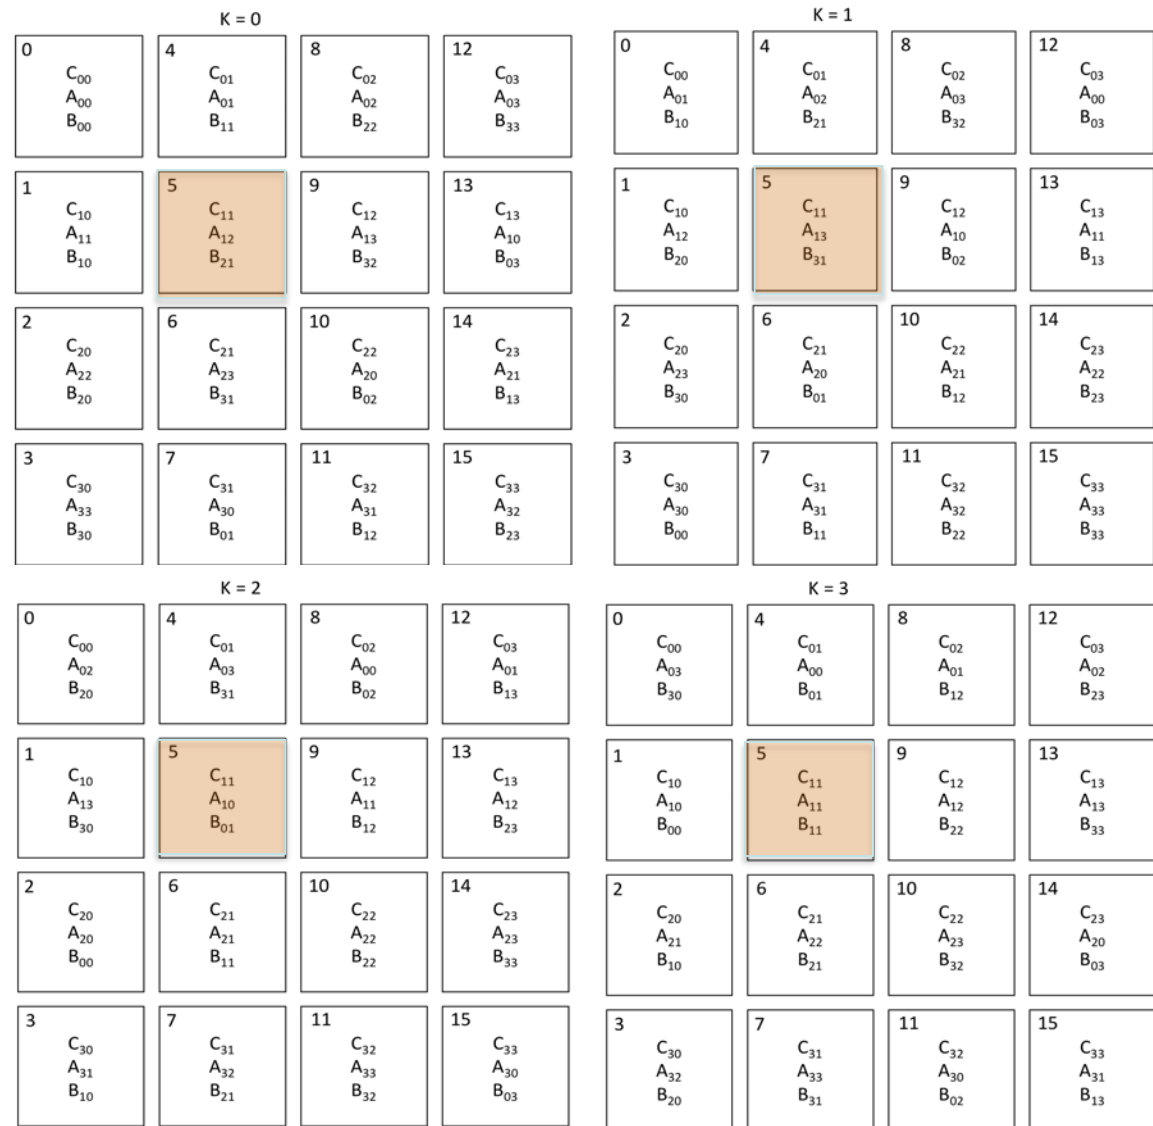 K = 0
0
C00
A00
B00
4
C01
A01
B11
8
C02
A02
B22
12
C03
A03
B33
1
C10
A11
B10
5
C11
A12
B21
9
C12
A13
B32
13
C13
A10
B03
2
C20
A22
B20
6
C21
A23
B31
10
C22
A20
B02
14
C23
A21
B13
3
C30
A33
B30
7
C31
A30
B01
11
C32
A31
B12
15
C33
A32
B23
K = 1
0
C00
A01
B10
4
C01
A02
B21
8
C02
A03
B32
12
C03
A00
B03
1
C10
A12
B20
5
C11
A13
B31
9
C12
A10
B02
13
C13
A11
B13
2
C20
A23
B30
6
C21
A20
B01
10
C22
A21
B12
14
C23
A22
B23
3
C30
A30
B00
7
C31
A31
B11
11
C32
A32
B22
15
C33
A33
B33
K = 2
0
C00
A02
B20
4
C01
A03
B31
8
C02
A00
B02
12
C03
A01
B13
1
C10
A13
B30
5
C11
A10
B01
9
C12
A11
B12
13
C13
A12
B23
2
C20
A20
B00
6
C21
A21
B11
10
C22
A22
B22
14
C23
A23
B33
3
C30
A31
B10
7
C31
A32
B21
11
C32
A33
B32
15
C33
A30
B03
K = 3
0
C00
A03
B30
4
C01
A00
B01
8
C02
A01
B12
12
C03
A02
B23
1
C10
A10
B00
5
C11
A11
B11
9
C12
A12
B22
13
C13
A13
B33
2
C20
A21
B10
6
C21
A22
B21
10
C22
A23
B32
14
C23
A20
B03
3
C30
A32
B20
7
C31
A33
B31
11
C32
A30
B02
15
C33
A31
B13